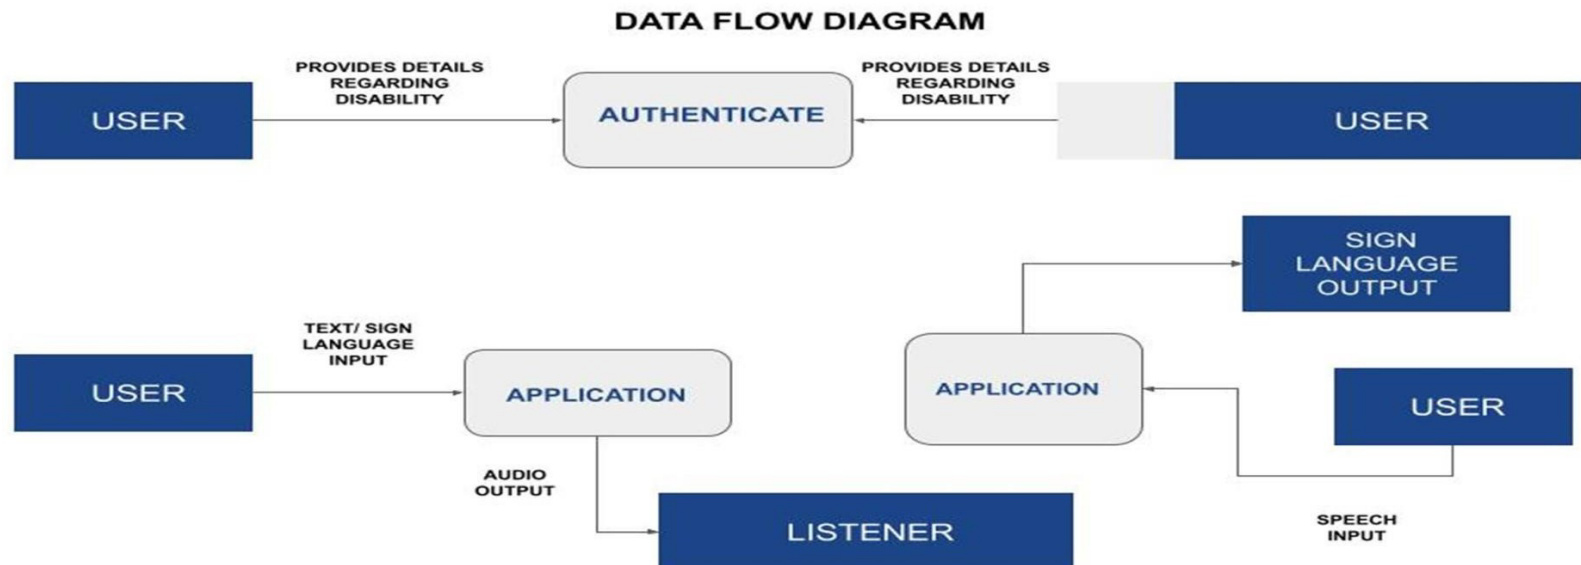 DATA FLOW DIAGRAM
PROVIDES DETAILS
REGARDING
DISABILITY
PROVIDES DETAILS
REGARDING
DISABILITY
USER
AUTHENTICATE
USER
SIGN
LANGUAGE
OUTPUT
TEXT/ SIGN
LANGUAGE
INPUT
USER
APPLICATION
APPLICATION
USER
AUDIO
OUTPUT
LISTENER
SPEECH
INPUT